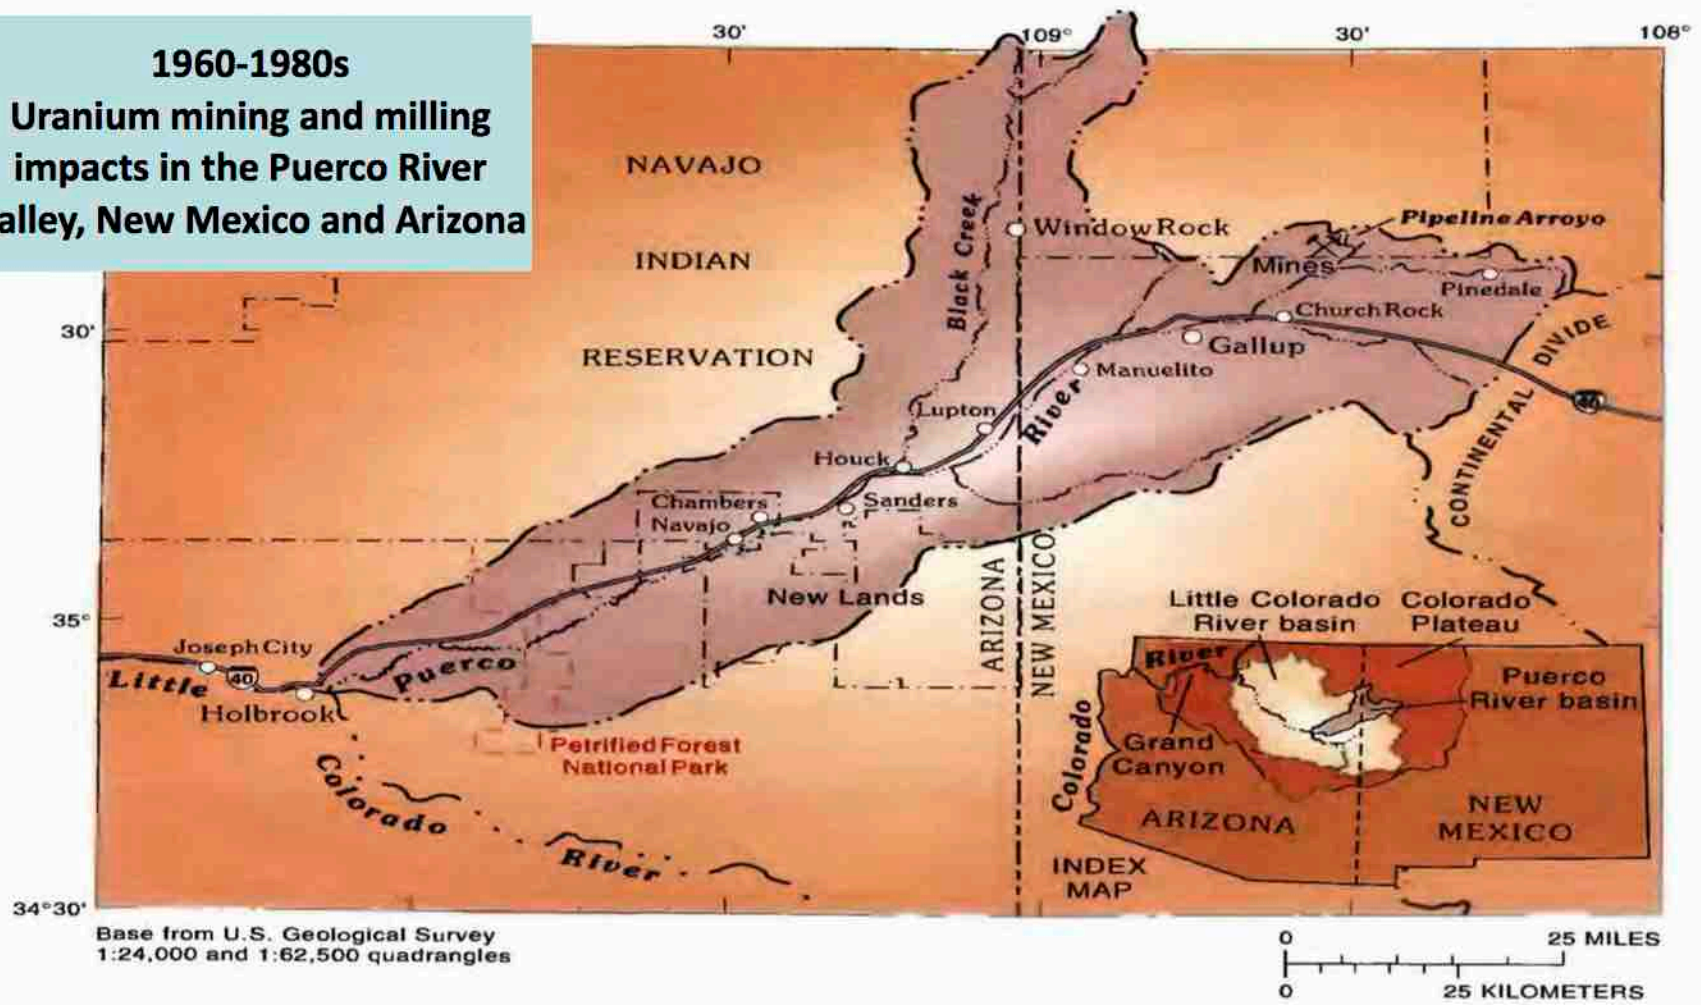 1960-1980s
Uranium mining and milling
impacts in the Puerco River
alley, New Mexico and Arizona
30'
109°
30'
108°
NAVAJO
INDIAN
RESERVATION
Black Creek
Window Rock
Pipeline Arroyo
Mines
Pinedale
Church Rock
Gallup
Manuelito
30'
CONTINENTAL DIVIDE
40
Lupton
River
Houck
Chambers
Sanders
Navajo
New Lands
ARIZONA
NEW MEXICO
35°
Joseph City
Little
40
Puerco
Holbrook
Petrified Forest
National Park
Colorado
River
34°30'
Little Colorado
River basin
Colorado
Plateau
River
Puerco
River basin
Colorado
Grand
Canyon
ARIZONA
NEW
MEXICO
INDEX
MAP
Base from U.S. Geological Survey
1:24,000 and 1:62,500 quadrangles
0
25 MILES
0
25 KILOMETERS